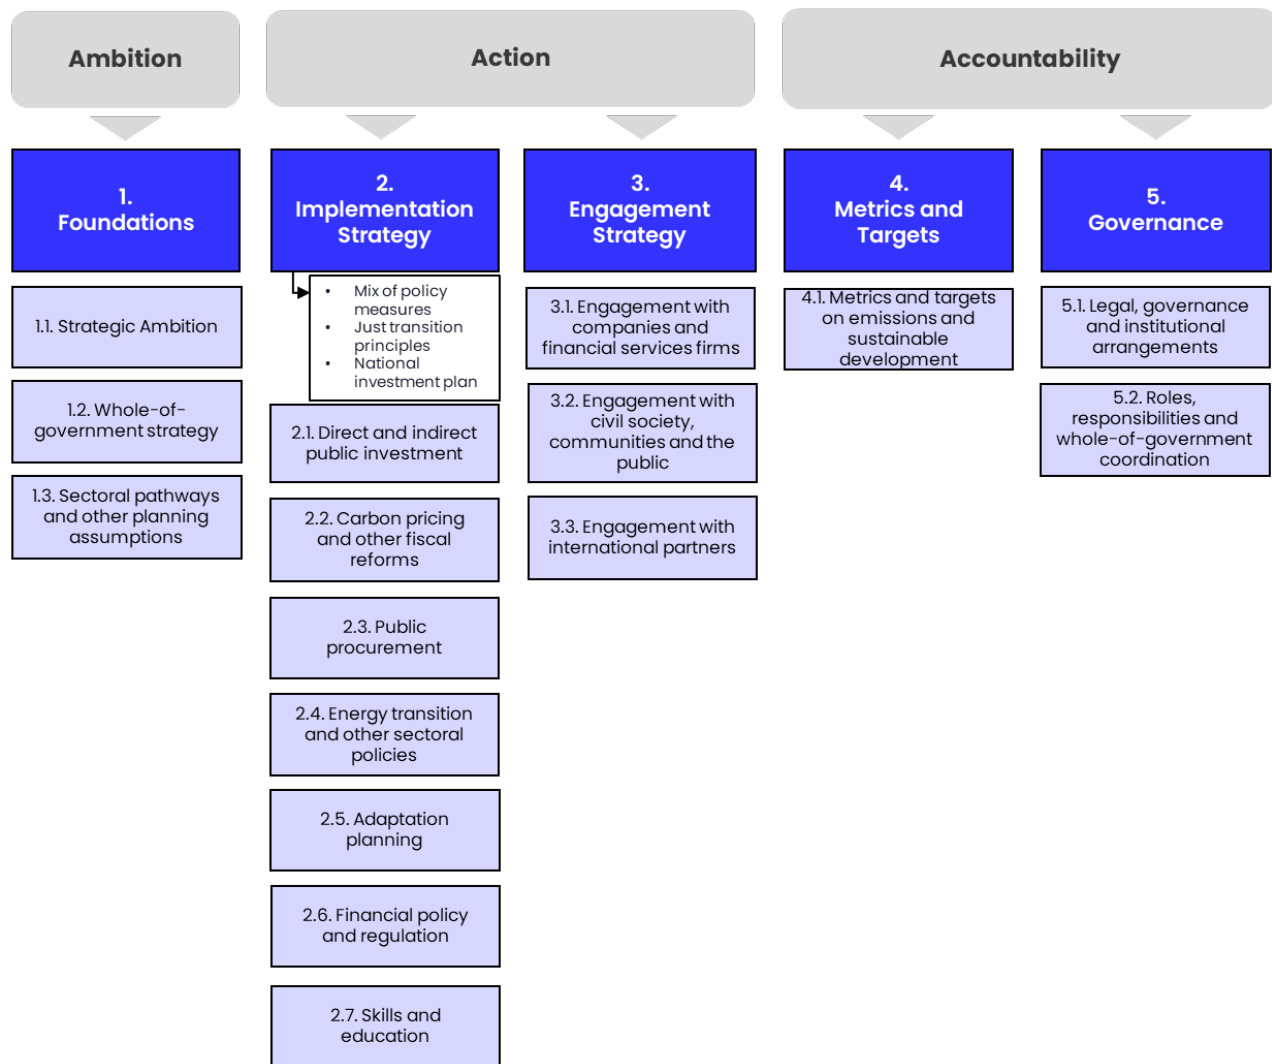 Ambition
Action
Accountability
1.
Foundations
2.
Implementation
Strategy
3.
Engagement
Strategy
4.
Metrics and
Targets
5.
Governance
1.1. Strategic Ambition
1.2. Whole-of-
government strategy
1.3. Sectoral pathways
and other planning
assumptions
• Mix of policy
measures
• Just transition
principles
• National
investment plan
2.1. Direct and indirect
public investment
2.2. Carbon pricing
and other fiscal
reforms
2.3. Public
procurement
2.4. Energy transition
and other sectoral
policies
2.5. Adaptation
planning
2.6. Financial policy
and regulation
2.7. Skills and
education
3.1. Engagement with
companies and
financial services firms
3.2. Engagement with
civil society,
communities and the
public
3.3. Engagement with
international partners
4.1. Metrics and targets
on emissions and
sustainable
development
5.1. Legal, governance
and institutional
arrangements
5.2. Roles,
responsibilities and
whole-of-government
coordination